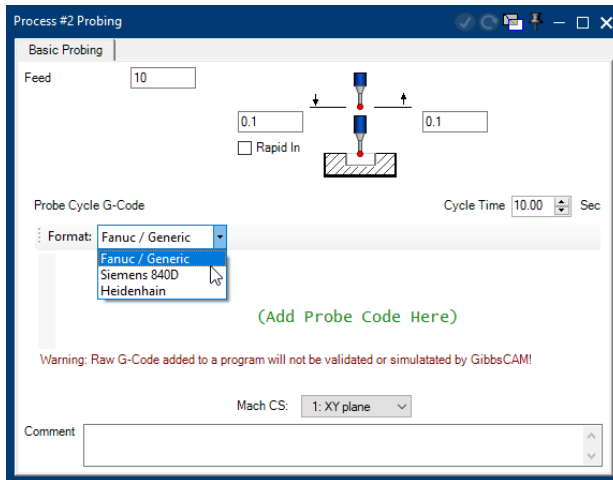 Process #2 Probing
Basic Probing
Feed
10
0.1
0.1
Rapid In
Probe Cycle G-Code
Cycle Time 10.00 Sec
Format: Fanuc / Generic
Fanuc / Generic
Siemens 840D
Heidenhain
(Add Probe Code Here)
Warning: Raw G-Code added to a program will not be validated or simulatated by GibbsCAM!
Mach CS: 1: XY plane
Comment